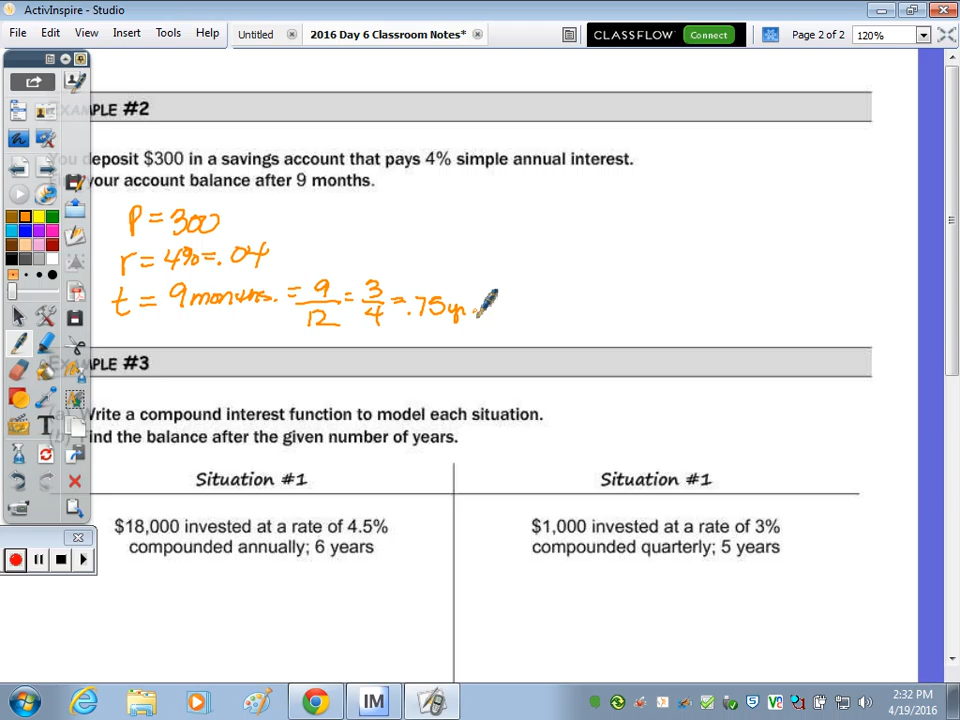 ActivInspire - Studio
File Edit View Insert Tools Help Untitled 2016 Day 6 Classroom Notes* CLASSFLOW Connect Page 2 of 2 120%
EXAMPLE #2
You deposit $300 in a savings account that pays 4% simple annual interest.
your account balance after 9 months.
P = 300
r = 4% = .04
t = 9 months. = 9/12 = 3/4 = .75 yr.
EXAMPLE #3
(a) Write a compound interest function to model each situation.
(b) Find the balance after the given number of years.
Situation #1
$18,000 invested at a rate of 4.5%
compounded annually; 6 years
Situation #1
$1,000 invested at a rate of 3%
compounded quarterly; 5 years
IM
2:32 PM
4/19/2016